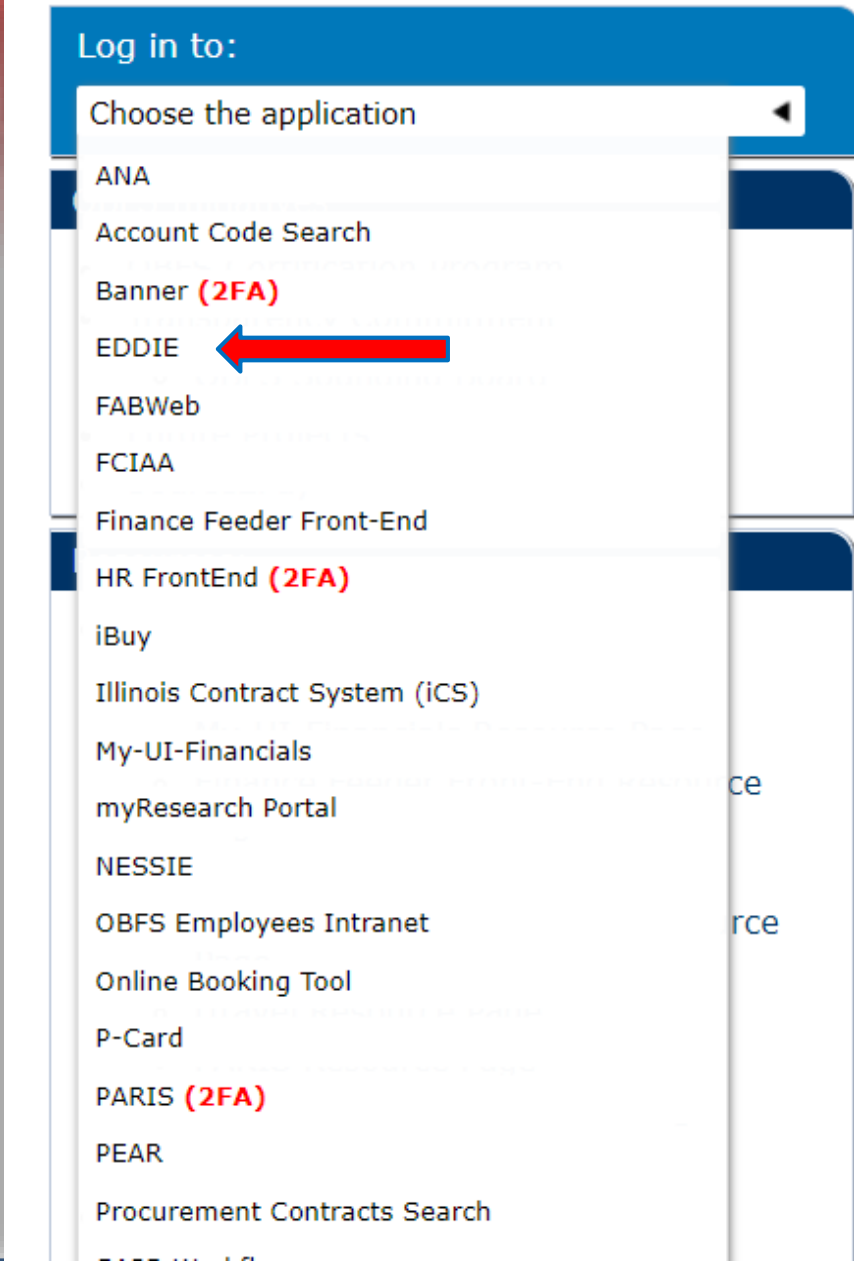 Log in to:
Choose the application
ANA
Account Code Search
Banner (2FA)
EDDIE
FABWeb
FCIAA
Finance Feeder Front-End
HR FrontEnd (2FA)
iBuy
Illinois Contract System (iCS)
My-UI-Financials
ce
myResearch Portal
NESSIE
OBFS Employees Intranet
rce
Online Booking Tool
P-Card
PARIS (2FA)
PEAR
Procurement Contracts Search